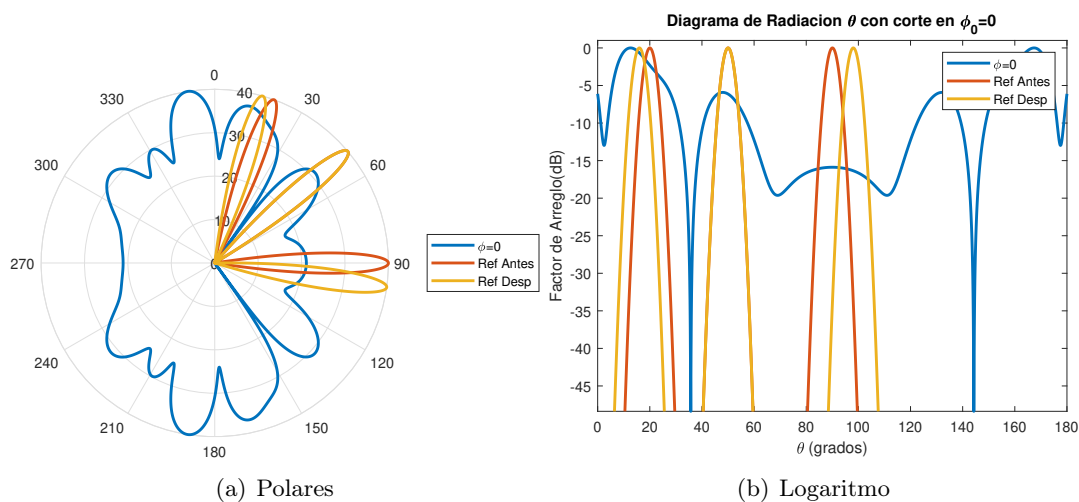 0
30
60
90
120
150
180
210
240
270
300
330
0
10
20
30
40
φ=0
Ref Antes
Ref Desp
(a) Polares
Diagrama de Radiacion θ con corte en φ₀=0
Factor de Arreglo(dB)
0
-5
-10
-15
-20
-25
-30
-35
-40
-45
φ=0
Ref Antes
Ref Desp
0 20 40 60 80 100 120 140 160 180
θ (grados)
(b) Logaritmo